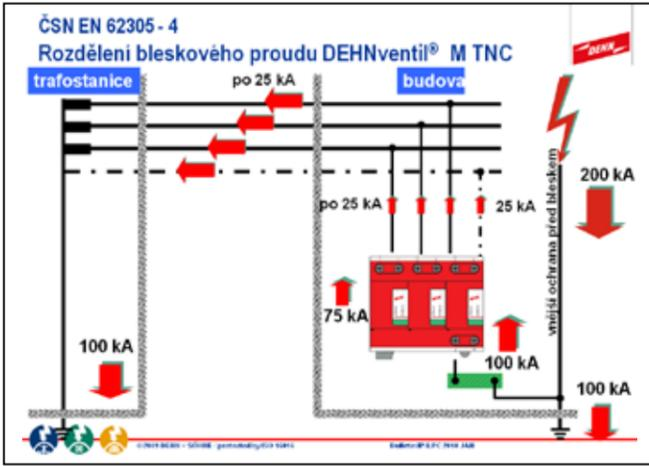 ČSN EN 62305 - 4
Rozdělení bleskového proudu DEHNventil® M TNC
DEHN
trafostanice
po 25 kA
budova
200 kA
po 25 kA
25 kA
vnější ochrana před bleskem
75 kA
100 kA
100 kA
100 kA